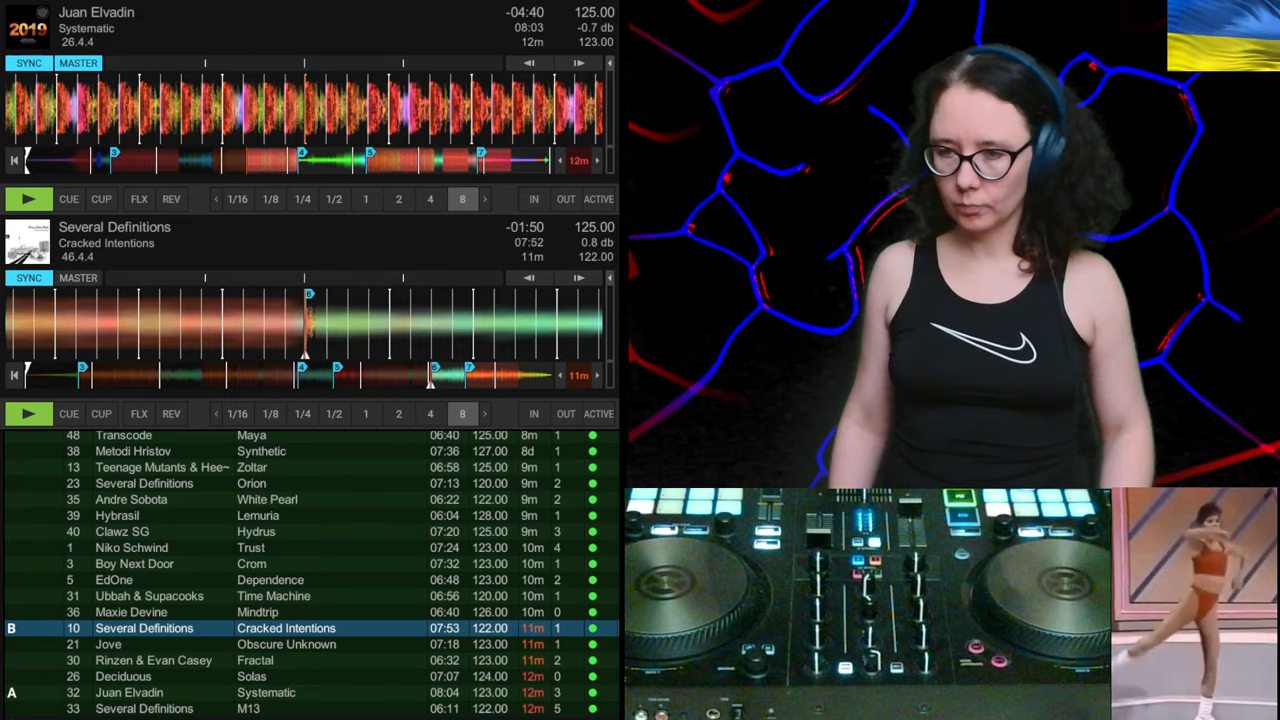 Juan Elvadin -04:40 125.00
Systematic 08:03 -0.7 db
26.4.4 12m 123.00
2019
SYNC MASTER
3 4 5 7 12m
CUE CUP FLX REV 1/16 1/8 1/4 1/2 1 2 4 8 IN OUT ACTIVE
Several Definitions -01:50 125.00
Cracked Intentions 07:52 0.8 db
46.4.4 11m 122.00
SYNC MASTER
6
3 4 5 6 7 11m
CUE CUP FLX REV 1/16 1/8 1/4 1/2 1 2 4 8 IN OUT ACTIVE
48 Transcode Maya 06:40 125.00 8m 1
38 Metodi Hristov Synthetic 07:36 127.00 8d 1
13 Teenage Mutants & Hee~ Zoltar 06:58 125.00 9m 1
23 Several Definitions Orion 07:13 120.00 9m 2
35 Andre Sobota White Pearl 06:22 122.00 9m 2
39 Hybrasil Lemuria 06:04 128.00 9m 1
40 Clawz SG Hydrus 07:20 125.00 9m 3
1 Niko Schwind Trust 07:24 123.00 10m 4
3 Boy Next Door Crom 07:32 123.00 10m 1
5 EdOne Dependence 06:48 123.00 10m 2
31 Ubbah & Supacooks Time Machine 06:56 120.00 10m 1
36 Maxie Devine Mindtrip 06:40 126.00 10m 0
B 10 Several Definitions Cracked Intentions 07:53 122.00 11m 1
21 Jove Obscure Unknown 07:18 123.00 11m 1
30 Rinzen & Evan Casey Fractal 06:32 123.00 11m 2
26 Deciduous Solas 07:07 124.00 12m 0
A 32 Juan Elvadin Systematic 08:04 123.00 12m 3
33 Several Definitions M13 06:11 122.00 12m 5